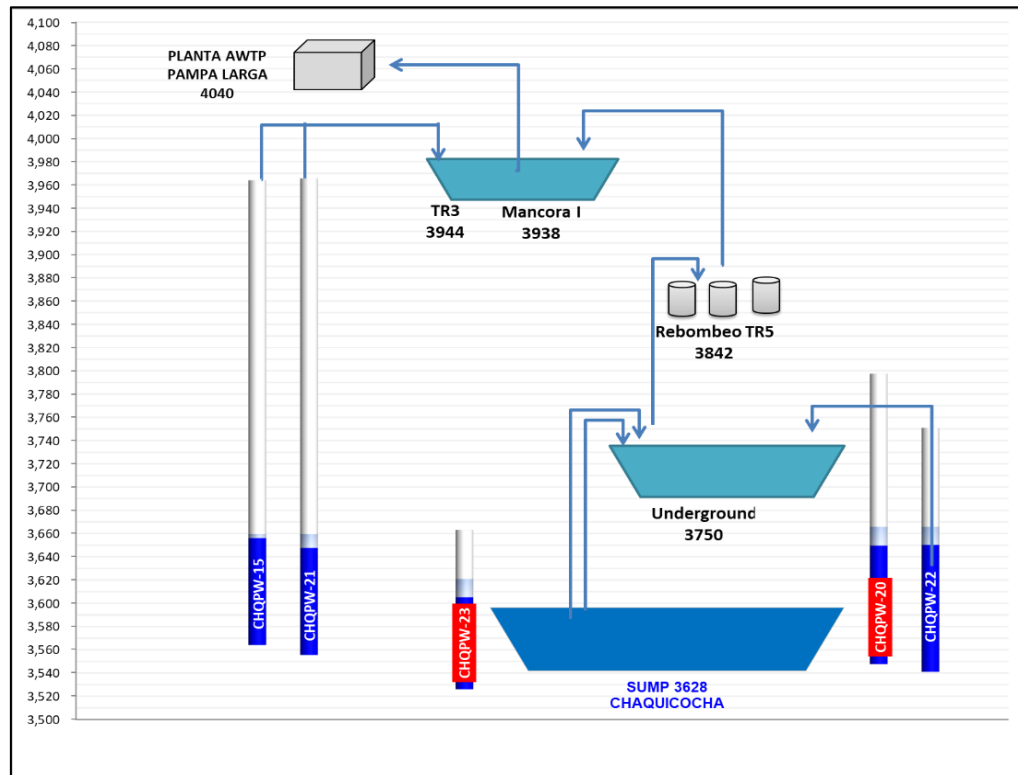 4,100
4,080
4,060
4,040
4,020
4,000
3,980
3,960
3,940
3,920
3,900
3,880
3,860
3,840
3,820
3,800
3,780
3,760
3,740
3,720
3,700
3,680
3,660
3,640
3,620
3,600
3,580
3,560
3,540
3,520
3,500
PLANTA AWTP
PAMPA LARGA
4040
TR3
3944
Mancora I
3938
Rebombeo TR5
3842
Underground
3750
CHQPW-15
CHQPW-21
CHQPW-23
CHQPW-20
CHQPW-22
SUMP 3628
CHAQUICOCHA